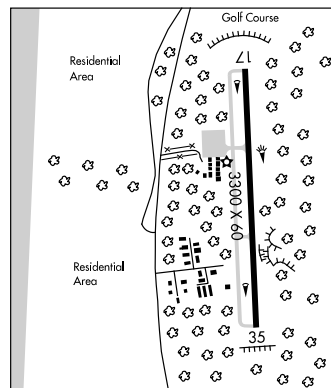 Golf Course
17
Residential
Area
3300 X 60
Residential
Area
35